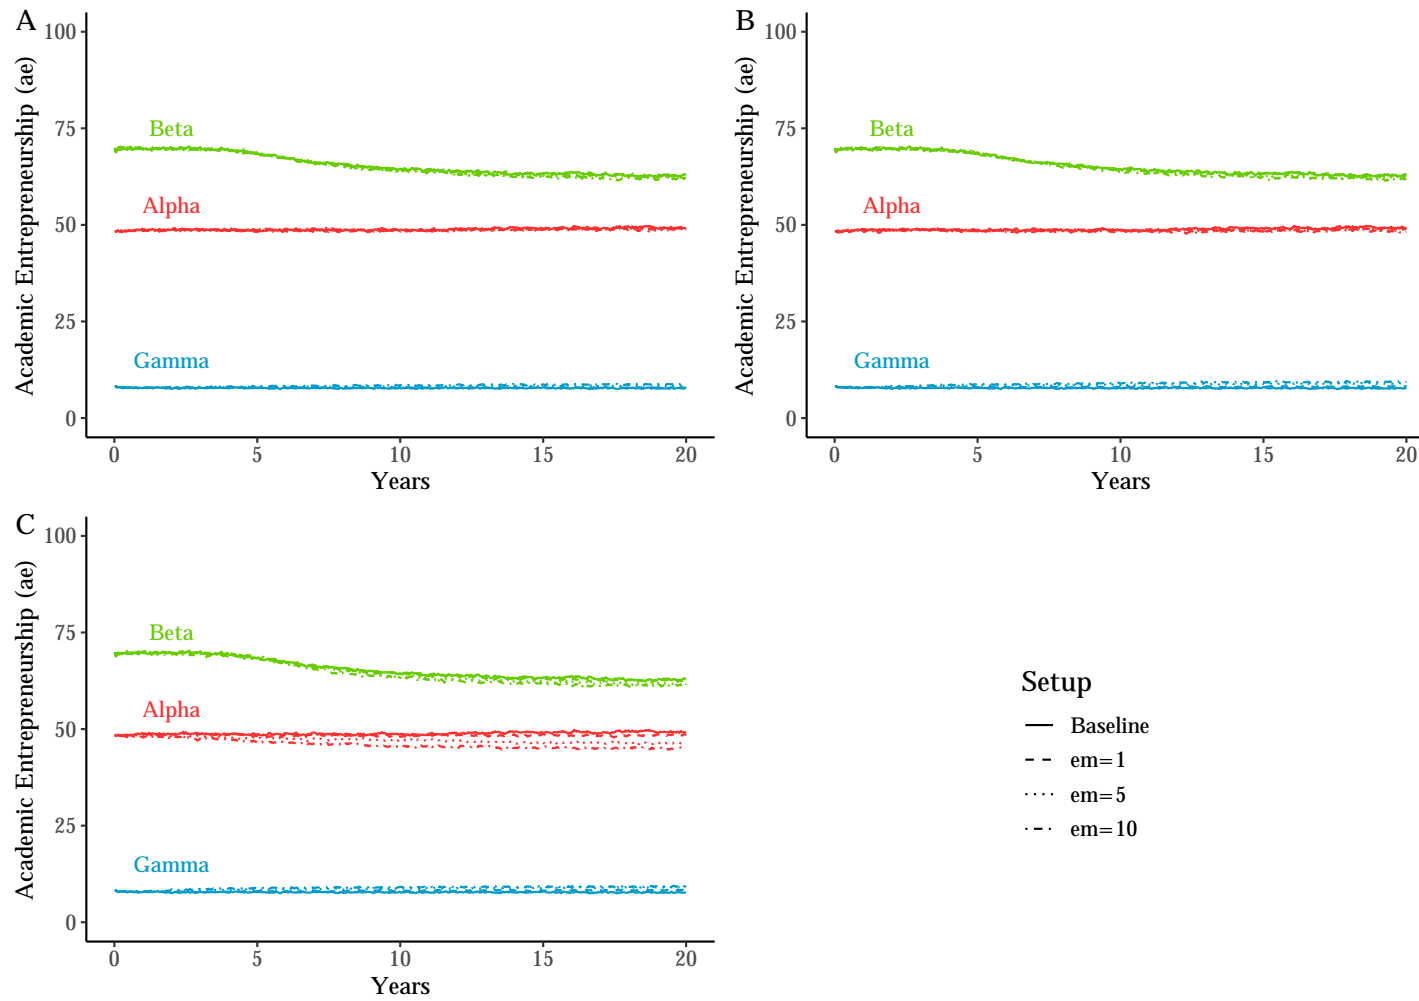 A
Academic Entrepreneurship (ae)
100
75
50
25
0
Beta
Alpha
Gamma
0 5 10 15 20
Years
B
Academic Entrepreneurship (ae)
100
75
50
25
0
Beta
Alpha
Gamma
0 5 10 15 20
Years
C
Academic Entrepreneurship (ae)
100
75
50
25
0
Beta
Alpha
Gamma
0 5 10 15 20
Years
Setup
Baseline
em=1
em=5
em=10